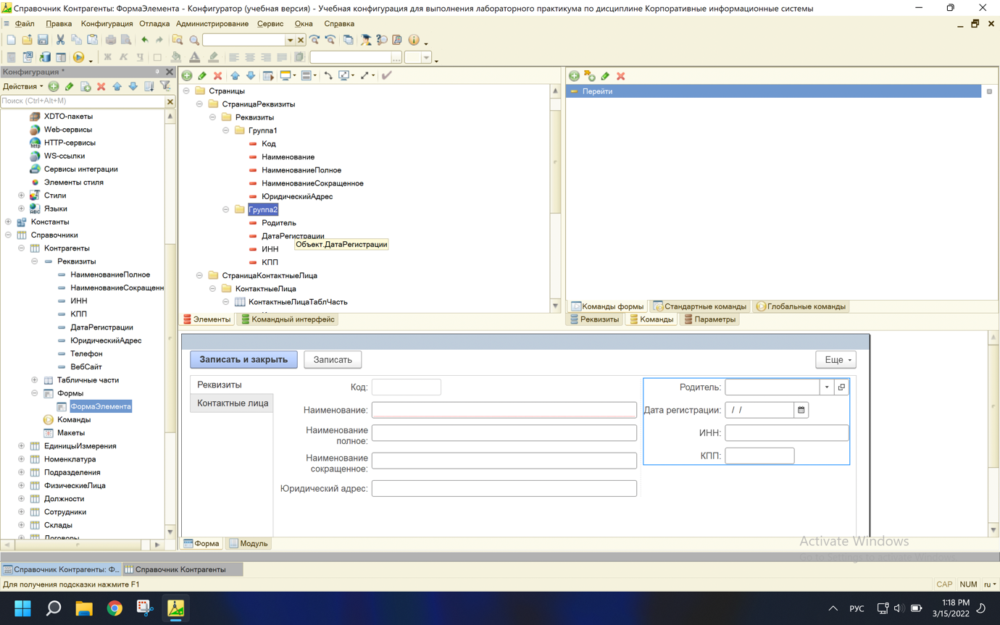 Справочник Контрагенты: ФормаЭлемента - Конфигуратор (учебная версия) - Учебная конфигурация для выполнения лабораторного практикума по дисциплине Корпоративные информационные системы
Файл Правка Конфигурация Отладка Администрирование Сервис Окна Справка
Ж К Ч
Конфигурация *
Действия
Поиск (Ctrl+Alt+M)
XDTO-пакеты
Web-сервисы
HTTP-сервисы
WS-ссылки
Сервисы интеграции
Элементы стиля
Стили
Языки
Константы
Справочники
Контрагенты
Реквизиты
НаименованиеПолное
НаименованиеСокращенн
ИНН
КПП
ДатаРегистрации
ЮридическийАдрес
Телефон
ВебСайт
Табличные части
Формы
ФормаЭлемента
Команды
Макеты
ЕдиницыИзмерения
Номенклатура
Подразделения
ФизическиеЛица
Должности
Сотрудники
Склады
Договоры
Страницы
СтраницаРеквизиты
Реквизиты
Группа1
Код
Наименование
НаименованиеПолное
НаименованиеСокращенное
ЮридическийАдрес
Группа2
Родитель
ДатаРегистрации
Объект.ДатаРегистрации
ИНН
КПП
СтраницаКонтактныеЛица
КонтактныеЛица
КонтактныеЛицаТаблЧасть
Элементы Командный интерфейс
Перейти
Команды формы Стандартные команды Глобальные команды
Реквизиты Команды Параметры
Записать и закрыть Записать Еще
Реквизиты
Контактные лица
Код:
Наименование:
Наименование
полное:
Наименование
сокращенное:
Юридический адрес:
Родитель:
Дата регистрации: / /
ИНН:
КПП:
Форма Модуль
Activate Windows
Go to Settings to activate Windows.
Справочник Контрагенты: Ф... Справочник Контрагенты
Для получения подсказки нажмите F1
CAP NUM ru
РУС
1:18 PM
3/15/2022